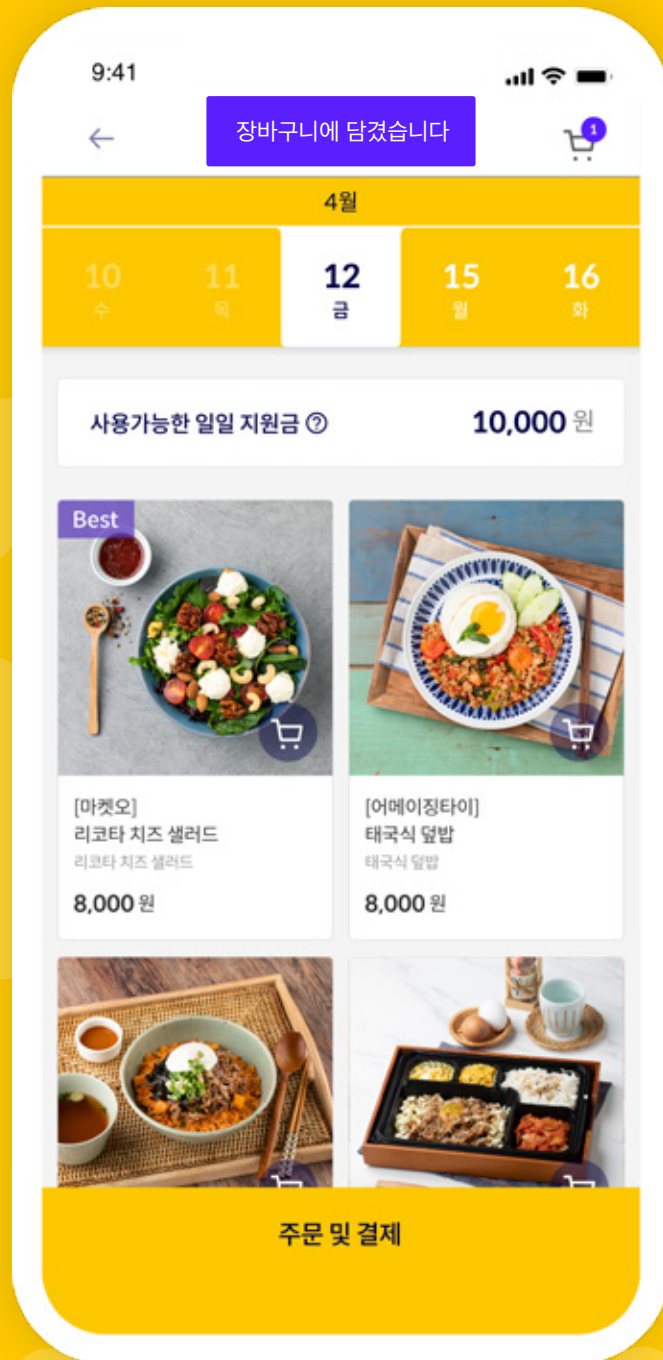 9:41
장바구니에 담겼습니다
1
4월
10 11 12 15 16
수 목 금 월 화
사용가능한 일일 지원금 ?
10,000 원
Best
[마켓오]
리코타 치즈 샐러드
리코타 치즈 샐러드
8,000 원
[어메이징타이]
태국식 덮밥
태국식 덮밥
8,000 원
주문 및 결제